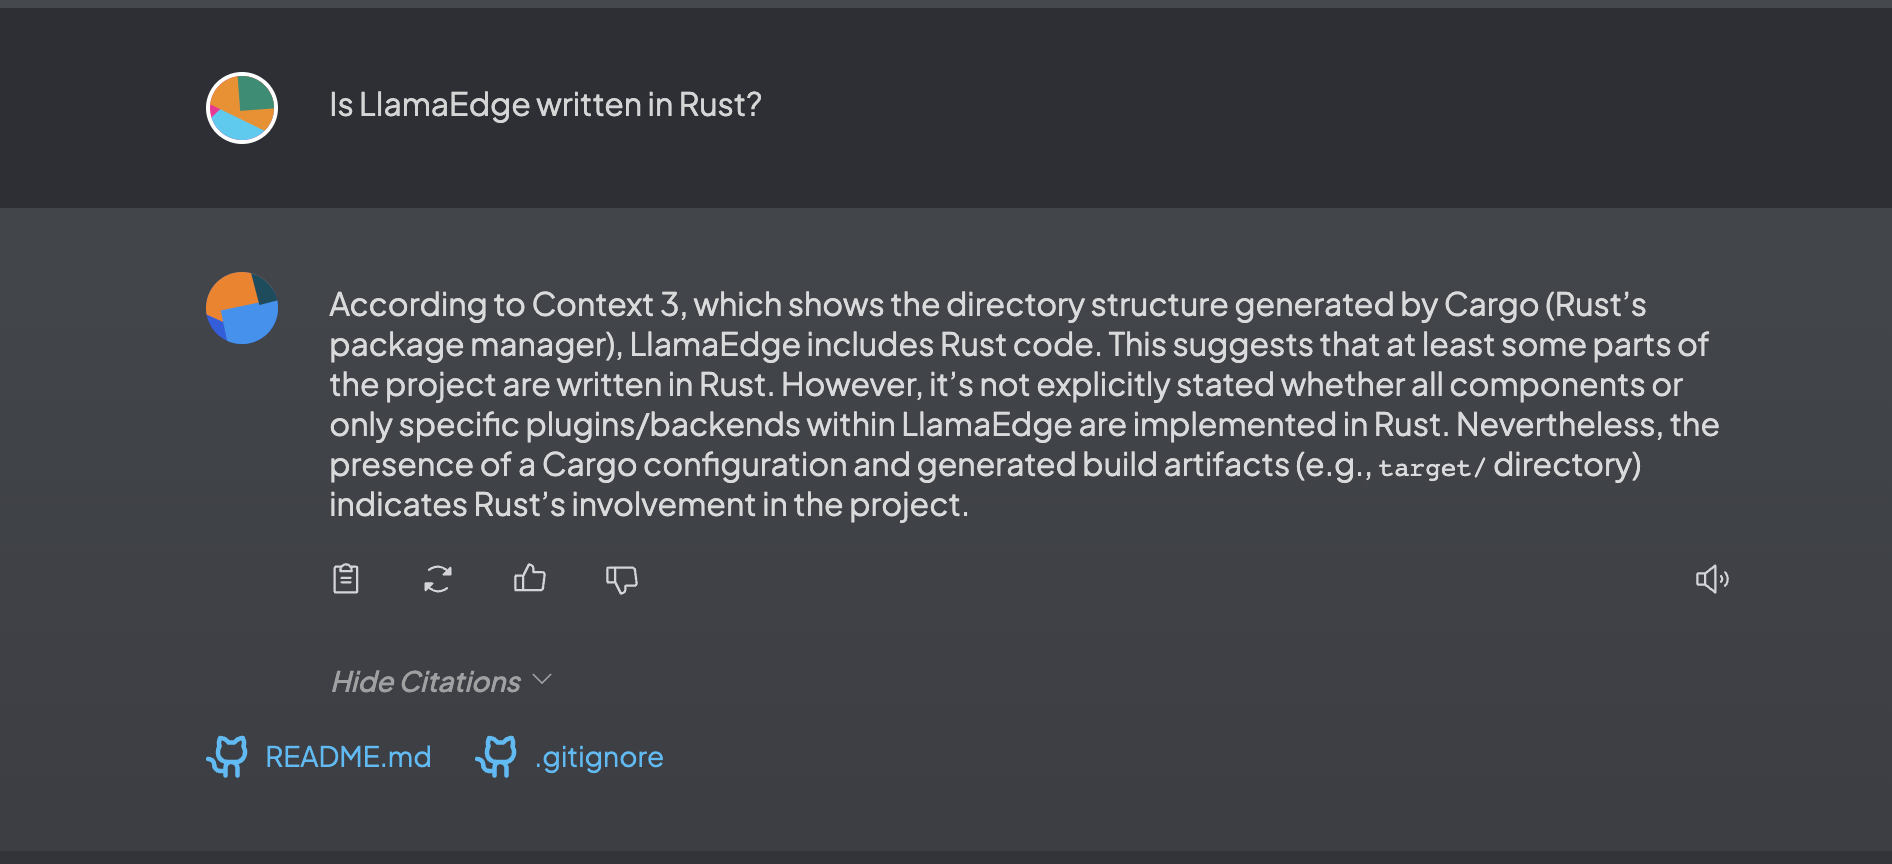 Is LlamaEdge written in Rust?
According to Context 3, which shows the directory structure generated by Cargo (Rust’s
package manager), LlamaEdge includes Rust code. This suggests that at least some parts of
the project are written in Rust. However, it’s not explicitly stated whether all components or
only specific plugins/backends within LlamaEdge are implemented in Rust. Nevertheless, the
presence of a Cargo configuration and generated build artifacts (e.g., target/ directory)
indicates Rust’s involvement in the project.
Hide Citations
README.md .gitignore